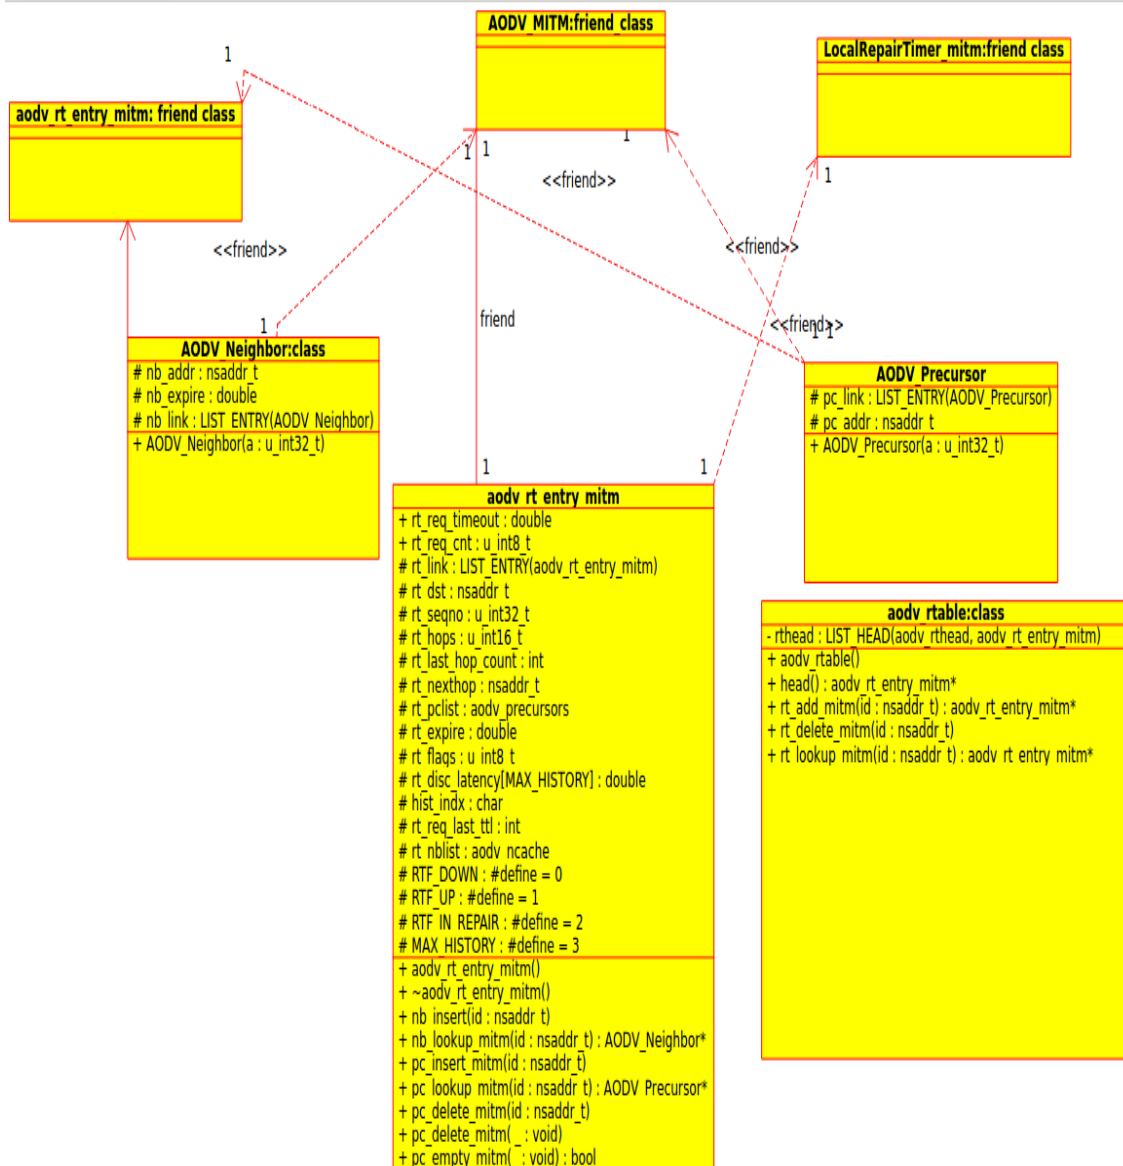 AODV_MITM:friend_class
LocalRepairTimer_mitm:friend class
1
aodv_rt_entry_mitm: friend class
1
1
1
1
<<friend>>
<<friend>>
<<friend>>
friend
<<friend>>
1
1
1
AODV_Neighbor:class
# nb_addr : nsaddr_t
# nb_expire : double
# nb_link : LIST_ENTRY(AODV_Neighbor)
+ AODV_Neighbor(a : u_int32_t)
AODV_Precursor
# pc_link : LIST_ENTRY(AODV_Precursor)
# pc_addr : nsaddr_t
+ AODV_Precursor(a : u_int32_t)
1
1
aodv_rt_entry_mitm
+ rt_req_timeout : double
+ rt_req_cnt : u_int8_t
# rt_link : LIST_ENTRY(aodv_rt_entry_mitm)
# rt_dst : nsaddr_t
# rt_seqno : u_int32_t
# rt_hops : u_int16_t
# rt_last_hop_count : int
# rt_nexthop : nsaddr_t
# rt_pclist : aodv_precursors
# rt_expire : double
# rt_flags : u_int8_t
# rt_disc_latency[MAX_HISTORY] : double
# hist_indx : char
# rt_req_last_ttl : int
# rt_nblist : aodv_ncache
# RTF_DOWN : #define = 0
# RTF_UP : #define = 1
# RTF_IN_REPAIR : #define = 2
# MAX_HISTORY : #define = 3
+ aodv_rt_entry_mitm()
+ ~aodv_rt_entry_mitm()
+ nb_insert(id : nsaddr_t)
+ nb_lookup_mitm(id : nsaddr_t) : AODV_Neighbor*
+ pc_insert_mitm(id : nsaddr_t)
+ pc_lookup_mitm(id : nsaddr_t) : AODV_Precursor*
+ pc_delete_mitm(id : nsaddr_t)
+ pc_delete_mitm( _ : void)
+ pc_empty_mitm( _ : void) : bool
aodv_rtable:class
- rthead : LIST_HEAD(aodv_rthead, aodv_rt_entry_mitm)
+ aodv_rtable()
+ head() : aodv_rt_entry_mitm*
+ rt_add_mitm(id : nsaddr_t) : aodv_rt_entry_mitm*
+ rt_delete_mitm(id : nsaddr_t)
+ rt_lookup_mitm(id : nsaddr_t) : aodv_rt_entry_mitm*